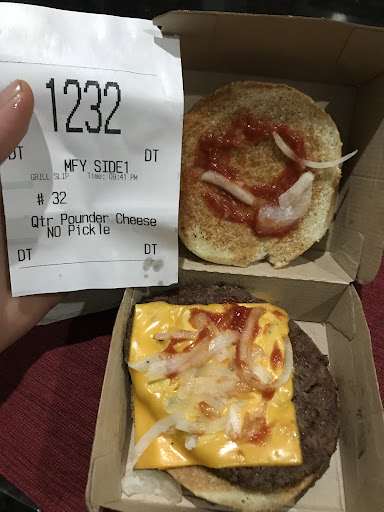 1232
DT DT
MFY SIDE1
GRILL SLIP Time: 09:41 PM
# 32
Qtr Pounder Cheese
NO Pickle
DT DT